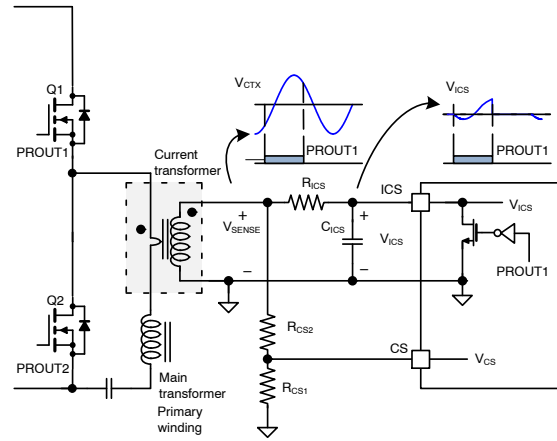 Q1
PROUT1
Current
transformer
V_CTX
PROUT1
V_ICS
PROUT1
+
V_SENSE
–
R_ICS
C_ICS
+
V_ICS
–
ICS
V_ICS
PROUT1
Q2
PROUT2
R_CS2
R_CS1
CS
V_CS
Main
transformer
Primary
winding